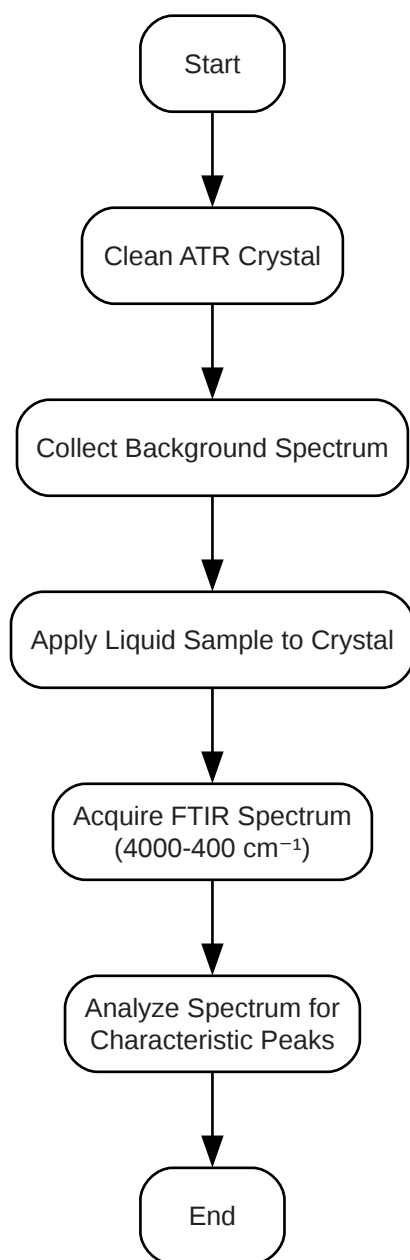 Start
Clean ATR Crystal
Collect Background Spectrum
Apply Liquid Sample to Crystal
Acquire FTIR Spectrum
(4000-400 cm⁻¹)
Analyze Spectrum for
Characteristic Peaks
End